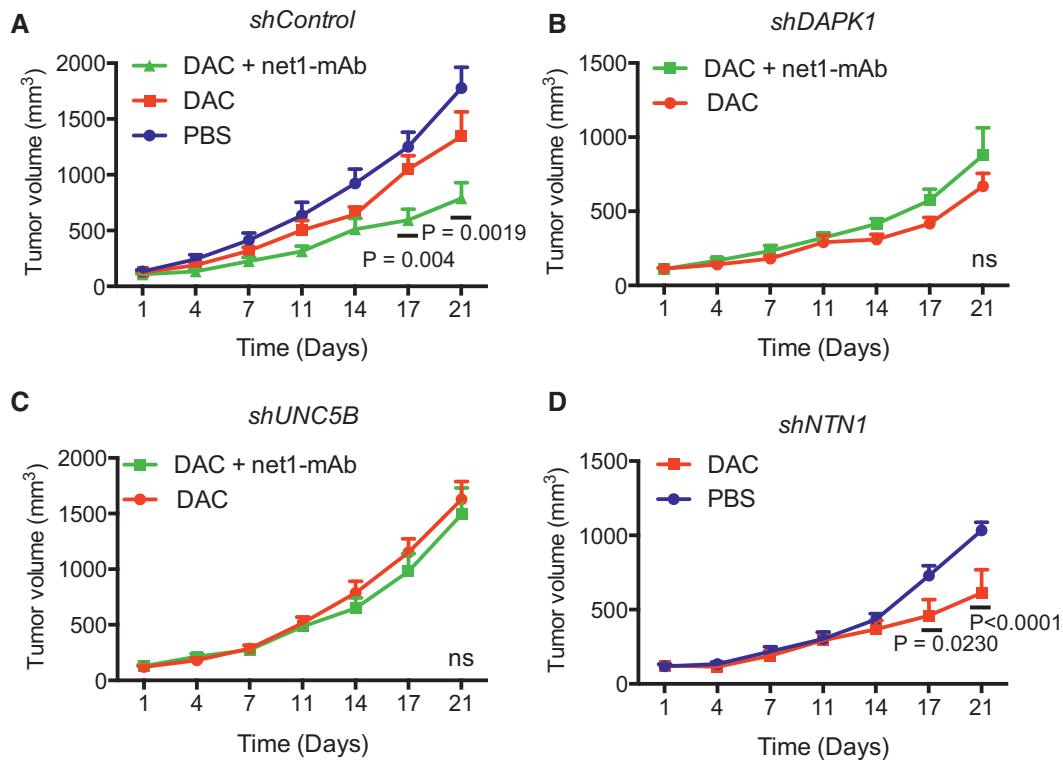 A
shControl
Tumor volume (mm³)
2000
1500
1000
500
0
DAC + net1-mAb
DAC
PBS
P = 0.0019
P = 0.004
1 4 7 11 14 17 21
Time (Days)
B
shDAPK1
Tumor volume (mm³)
1500
1000
500
0
DAC + net1-mAb
DAC
ns
1 4 7 11 14 17 21
Time (Days)
C
shUNC5B
Tumor volume (mm³)
2000
1500
1000
500
0
DAC + net1-mAb
DAC
ns
1 4 7 11 14 17 21
Time (Days)
D
shNTN1
Tumor volume (mm³)
1500
1000
500
0
DAC
PBS
P<0.0001
P = 0.0230
1 4 7 11 14 17 21
Time (Days)